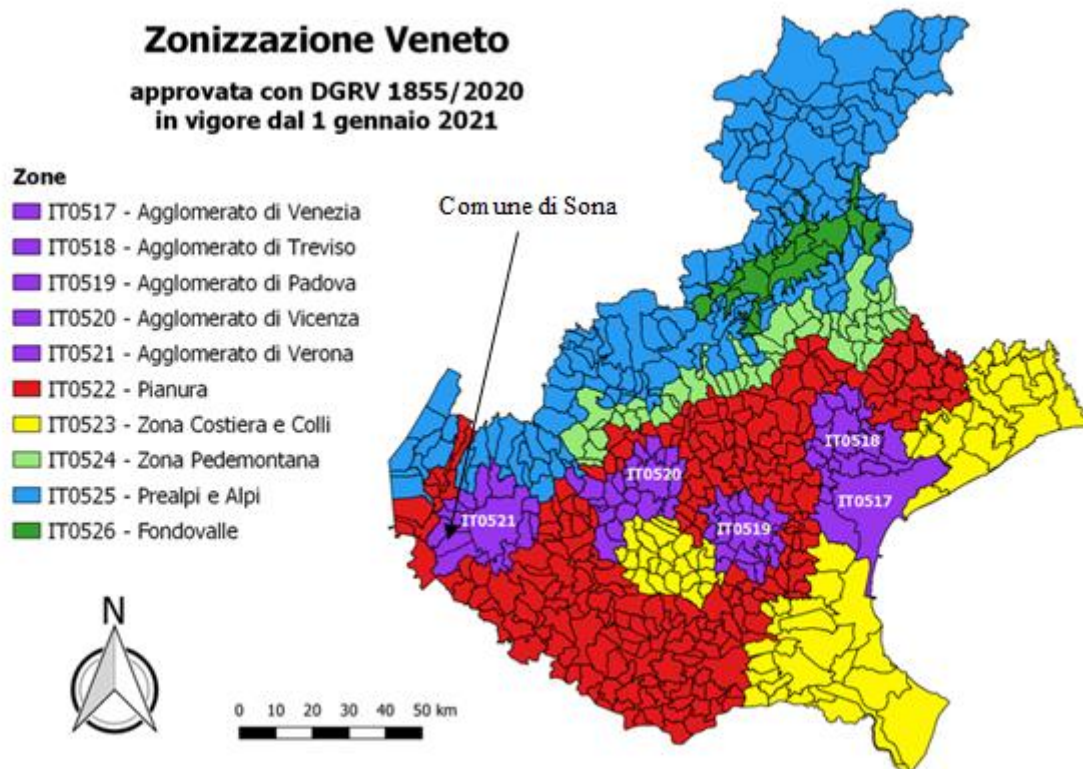 Zonizzazione Veneto
approvata con DGRV 1855/2020
in vigore dal 1 gennaio 2021
Zone
IT0517 - Agglomerato di Venezia
IT0518 - Agglomerato di Treviso
IT0519 - Agglomerato di Padova
IT0520 - Agglomerato di Vicenza
IT0521 - Agglomerato di Verona
IT0522 - Pianura
IT0523 - Zona Costiera e Colli
IT0524 - Zona Pedemontana
IT0525 - Prealpi e Alpi
IT0526 - Fondovalle
Comune di Sona
IT0518
IT0520
IT0517
IT0521
IT0519
N
0 10 20 30 40 50 km